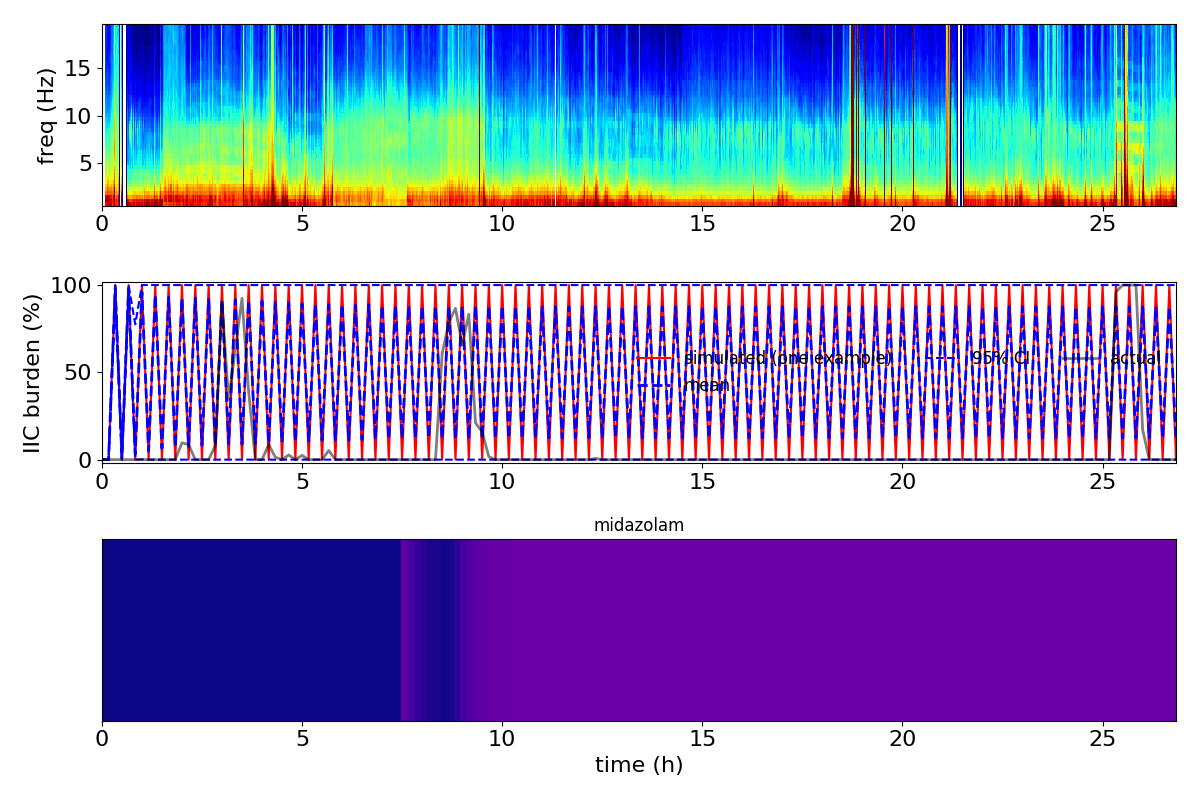 freq (Hz)
15
10
5
0 5 10 15 20 25
IIC burden (%)
100
50
0
simulated (one example) 95% CI actual
mean
0 5 10 15 20 25
midazolam
0 5 10 15 20 25
time (h)